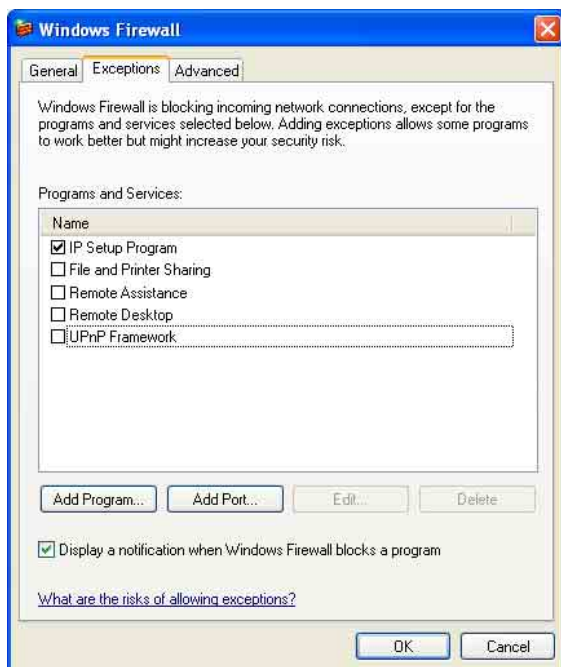 Windows Firewall
General
Exceptions
Advanced
Windows Firewall is blocking incoming network connections, except for the
programs and services selected below. Adding exceptions allows some programs
to work better but might increase your security risk.
Programs and Services:
Name
IP Setup Program
File and Printer Sharing
Remote Assistance
Remote Desktop
UPnP Framework
Add Program...
Add Port...
Edit...
Delete
Display a notification when Windows Firewall blocks a program
What are the risks of allowing exceptions?
OK
Cancel